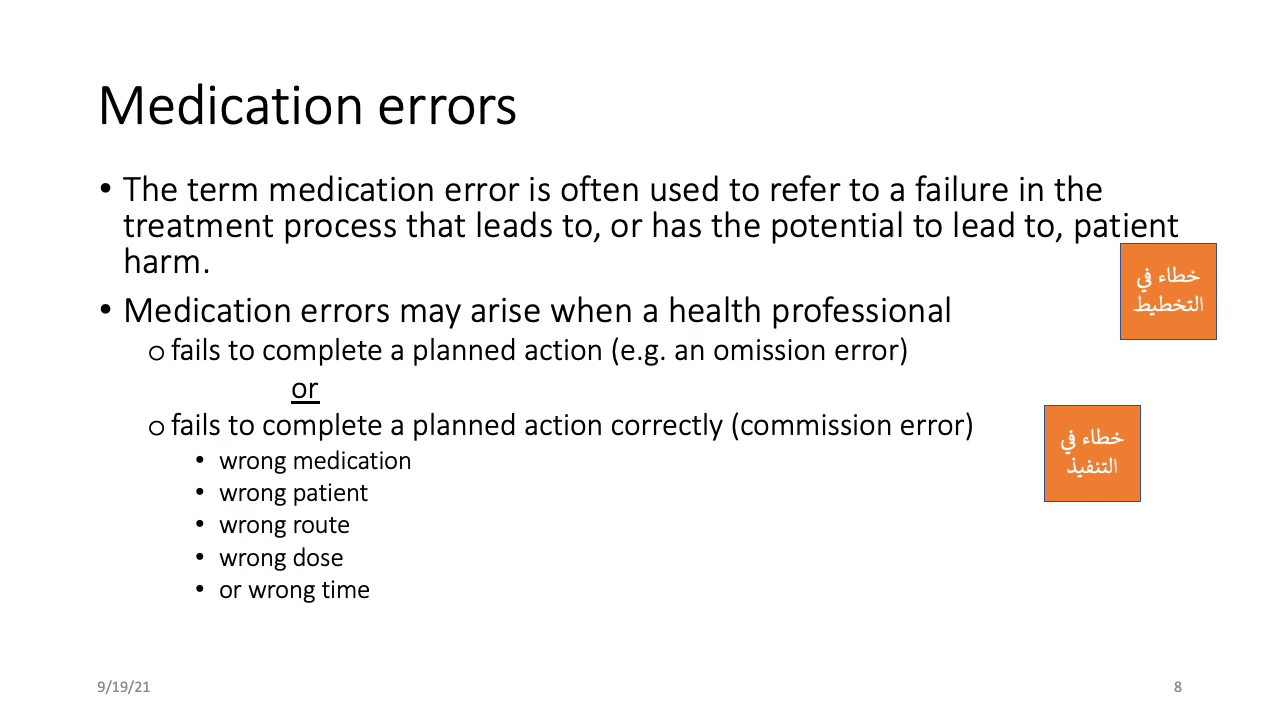 Medication errors
• The term medication error is often used to refer to a failure in the
treatment process that leads to, or has the potential to lead to, patient
harm.
• Medication errors may arise when a health professional
o fails to complete a planned action (e.g. an omission error)
or
o fails to complete a planned action correctly (commission error)
• wrong medication
• wrong patient
• wrong route
• wrong dose
• or wrong time
خطاء في
التخطيط
خطاء في
التنفيذ
9/19/21
8